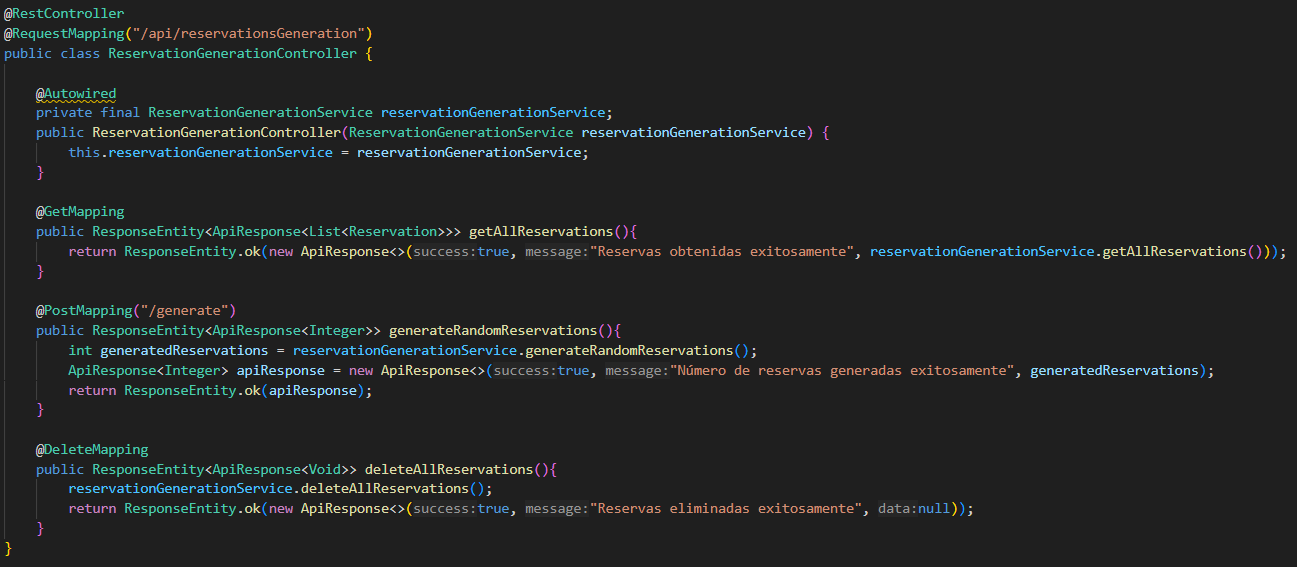 @RestController
@RequestMapping("/api/reservationsGeneration")
public class ReservationGenerationController {
@Autowired
private final ReservationGenerationService reservationGenerationService;
public ReservationGenerationController(ReservationGenerationService reservationGenerationService) {
this.reservationGenerationService = reservationGenerationService;
}
@GetMapping
public ResponseEntity<ApiResponse<List<Reservation>>> getAllReservations(){
return ResponseEntity.ok(new ApiResponse<>(success:true, message:"Reservas obtenidas exitosamente", reservationGenerationService.getAllReservations()));
}
@PostMapping("/generate")
public ResponseEntity<ApiResponse<Integer>> generateRandomReservations(){
int generatedReservations = reservationGenerationService.generateRandomReservations();
ApiResponse<Integer> apiResponse = new ApiResponse<>(success:true, message:"Número de reservas generadas exitosamente", generatedReservations);
return ResponseEntity.ok(apiResponse);
}
@DeleteMapping
public ResponseEntity<ApiResponse<Void>> deleteAllReservations(){
reservationGenerationService.deleteAllReservations();
return ResponseEntity.ok(new ApiResponse<>(success:true, message:"Reservas eliminadas exitosamente", data:null));
}
}